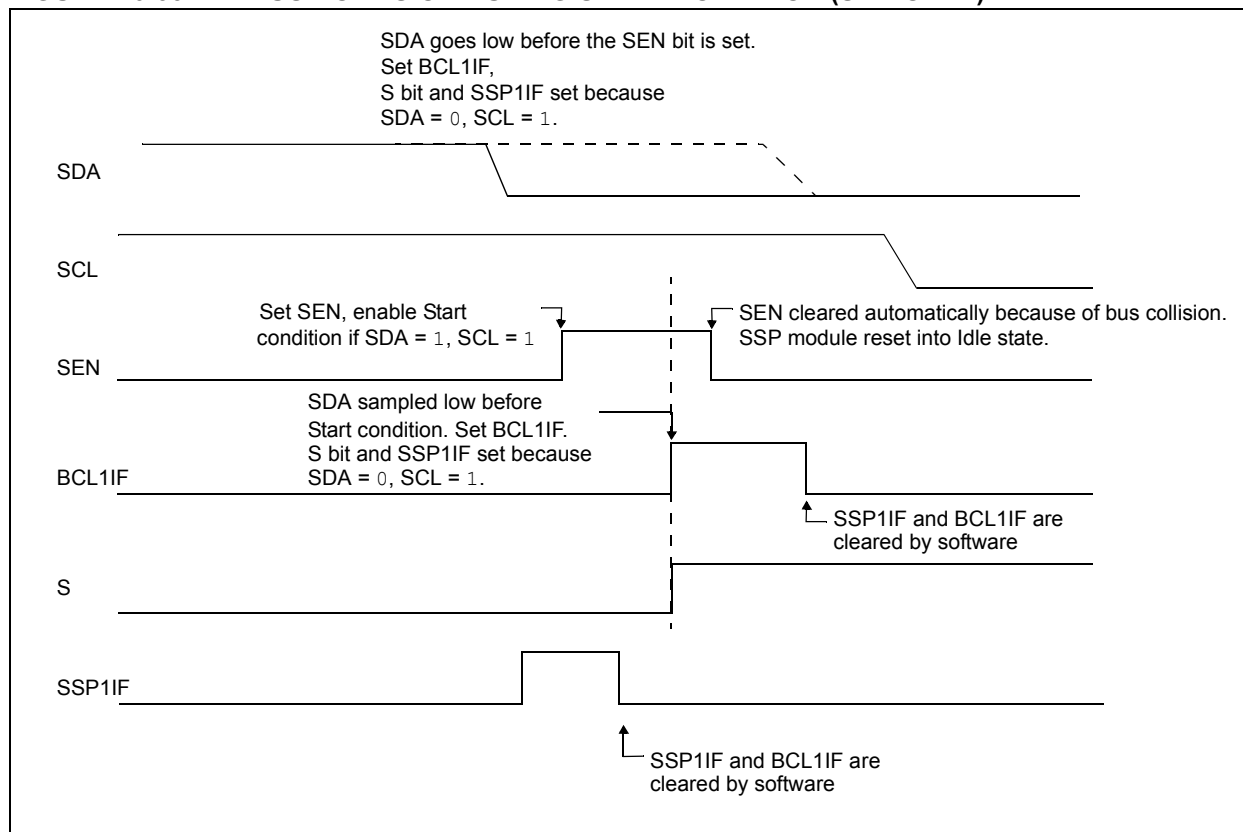 SDA goes low before the SEN bit is set.
Set BCL1IF,
S bit and SSP1IF set because
SDA = 0, SCL = 1.
SDA
SCL
Set SEN, enable Start
condition if SDA = 1, SCL = 1
SEN cleared automatically because of bus collision.
SSP module reset into Idle state.
SEN
SDA sampled low before
Start condition. Set BCL1IF.
S bit and SSP1IF set because
SDA = 0, SCL = 1.
BCL1IF
SSP1IF and BCL1IF are
cleared by software
S
SSP1IF
SSP1IF and BCL1IF are
cleared by software